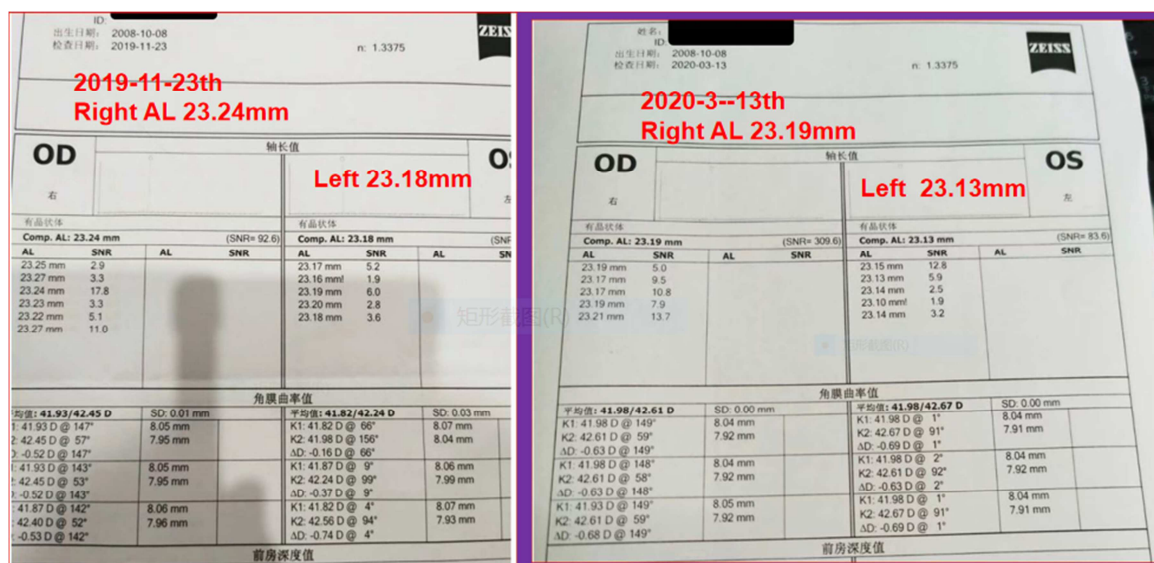 ID:
出生日期: 2008-10-08
检查日期: 2019-11-23
n: 1.3375
ZEISS
2019-11-23th
Right AL 23.24mm
轴长值
OD
右
左
Left 23.18mm
有晶状体
有晶状体
Comp. AL: 23.24 mm (SNR= 92.6) Comp. AL: 23.18 mm
AL SNR AL SNR AL SNR AL
23.25 mm 2.9 23.17 mm 5.2
23.27 mm 3.3 23.16 mm! 1.9
23.24 mm 17.8 23.19 mm 6.0
23.23 mm 3.3 23.20 mm 2.8
23.22 mm 5.1 23.18 mm 3.6
23.27 mm 11.0
角膜曲率值
平均值: 41.93/42.45 D SD: 0.01 mm 平均值: 41.82/42.24 D SD: 0.03 mm
41.93 D @ 147° 8.05 mm K1: 41.82 D @ 66° 8.07 mm
42.45 D @ 57° 7.95 mm K2: 41.98 D @ 156° 8.04 mm
-0.52 D @ 147° ΔD: -0.16 D @ 66°
41.93 D @ 143° 8.05 mm K1: 41.87 D @ 9° 8.06 mm
42.45 D @ 53° 7.95 mm K2: 42.24 D @ 99° 7.99 mm
-0.52 D @ 143° ΔD: -0.37 D @ 9°
41.87 D @ 142° 8.06 mm K1: 41.82 D @ 4° 8.07 mm
42.40 D @ 52° 7.96 mm K2: 42.56 D @ 94° 7.93 mm
-0.53 D @ 142° ΔD: -0.74 D @ 4°
前房深度值
姓名:
ID:
出生日期: 2008-10-08
检查日期: 2020-03-13
n: 1.3375
ZEISS
2020-3--13th
Right AL 23.19mm
轴长值
OD
右
OS
左
Left 23.13mm
有晶状体
有晶状体
Comp. AL: 23.19 mm (SNR= 309.6) Comp. AL: 23.13 mm (SNR= 83.6)
AL SNR AL SNR AL SNR AL SNR
23.19 mm 5.0 23.15 mm 12.8
23.17 mm 9.5 23.13 mm 5.9
23.17 mm 10.8 23.14 mm 2.5
23.19 mm 7.9 23.10 mm! 1.9
23.21 mm 13.7 23.14 mm 3.2
矩形截图(R)
矩形截图(R)
角膜曲率值
平均值: 41.98/42.61 D SD: 0.00 mm 平均值: 41.98/42.67 D SD: 0.00 mm
K1: 41.98 D @ 149° 8.04 mm K1: 41.98 D @ 1° 8.04 mm
K2: 42.61 D @ 59° 7.92 mm K2: 42.67 D @ 91° 7.91 mm
ΔD: -0.63 D @ 149° ΔD: -0.69 D @ 1°
K1: 41.98 D @ 148° 8.04 mm K1: 41.98 D @ 2° 8.04 mm
K2: 42.61 D @ 58° 7.92 mm K2: 42.61 D @ 92° 7.92 mm
ΔD: -0.63 D @ 148° ΔD: -0.63 D @ 2°
K1: 41.93 D @ 149° 8.05 mm K1: 41.98 D @ 1° 8.04 mm
K2: 42.61 D @ 59° 7.92 mm K2: 42.67 D @ 91° 7.91 mm
ΔD: -0.68 D @ 149° ΔD: -0.69 D @ 1°
前房深度值